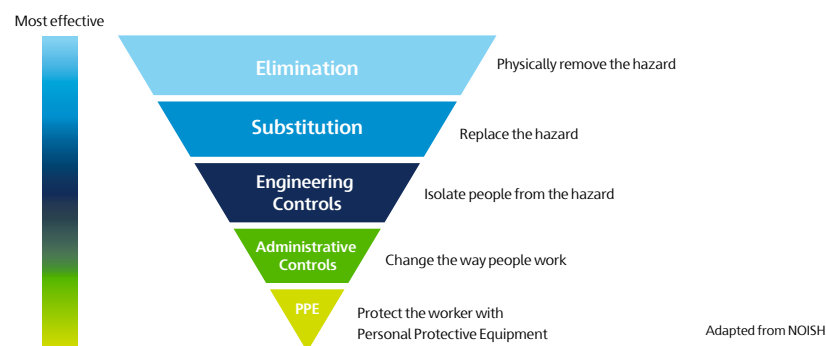 Most effective
Elimination
Physically remove the hazard
Substitution
Replace the hazard
Engineering
Controls
Isolate people from the hazard
Administrative
Controls
Change the way people work
PPE
Protect the worker with
Personal Protective Equipment
Adapted from NOISH